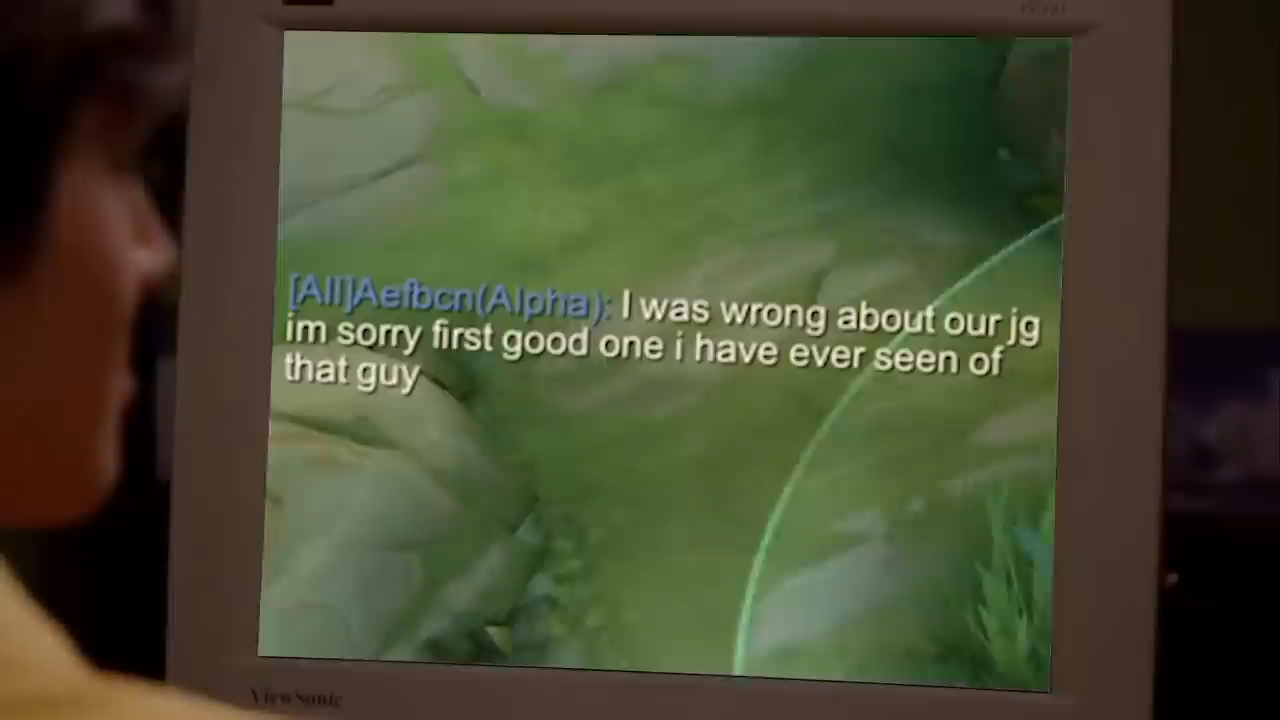 [All]Aefbcn(Alpha): I was wrong about our jg
im sorry first good one i have ever seen of
that guy
ViewSonic